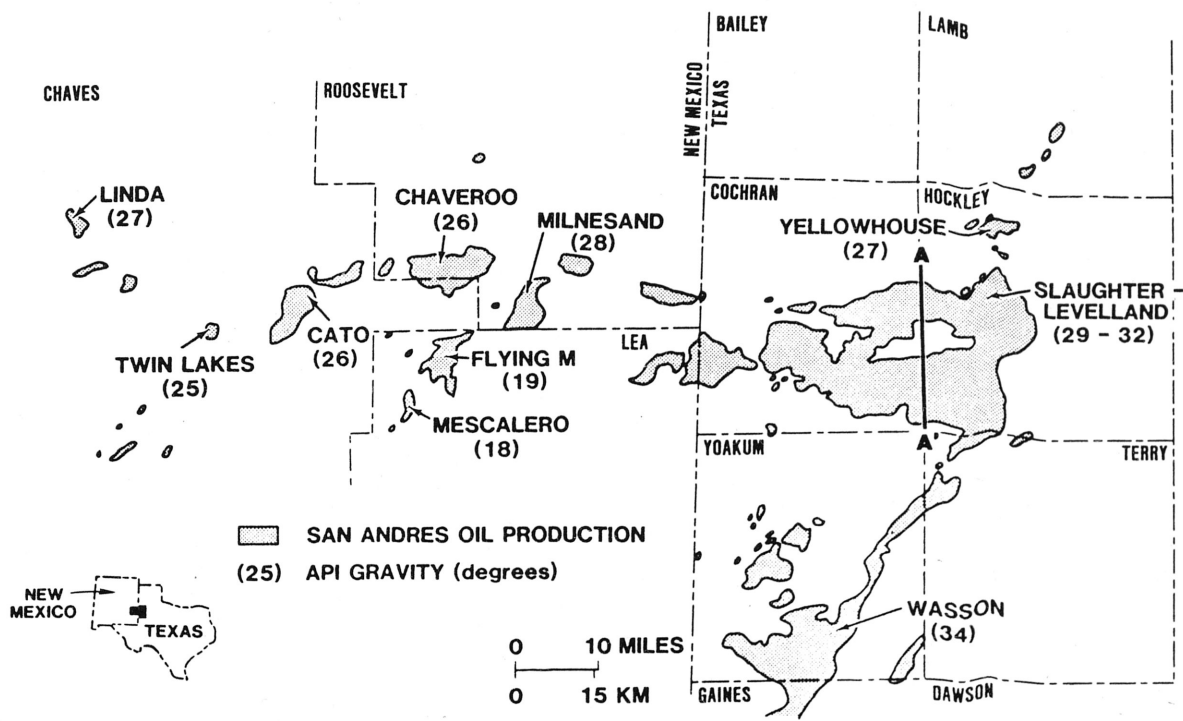 BAILEY
LAMB
CHAVES
ROOSEVELT
NEW MEXICO
TEXAS
LINDA
(27)
CHAVEROO
(26)
MILNESAND
(28)
COCHRAN
HOCKLEY
YELLOWHOUSE
(27)
A
SLAUGHTER –
LEVELLAND
(29 – 32)
CATO
(26)
TWIN LAKES
(25)
LEA
FLYING M
(19)
MESCALERO
(18)
YOAKUM
A'
TERRY
SAN ANDRES OIL PRODUCTION
(25) API GRAVITY (degrees)
NEW
MEXICO
TEXAS
WASSON
(34)
0 10 MILES
0 15 KM
GAINES
DAWSON